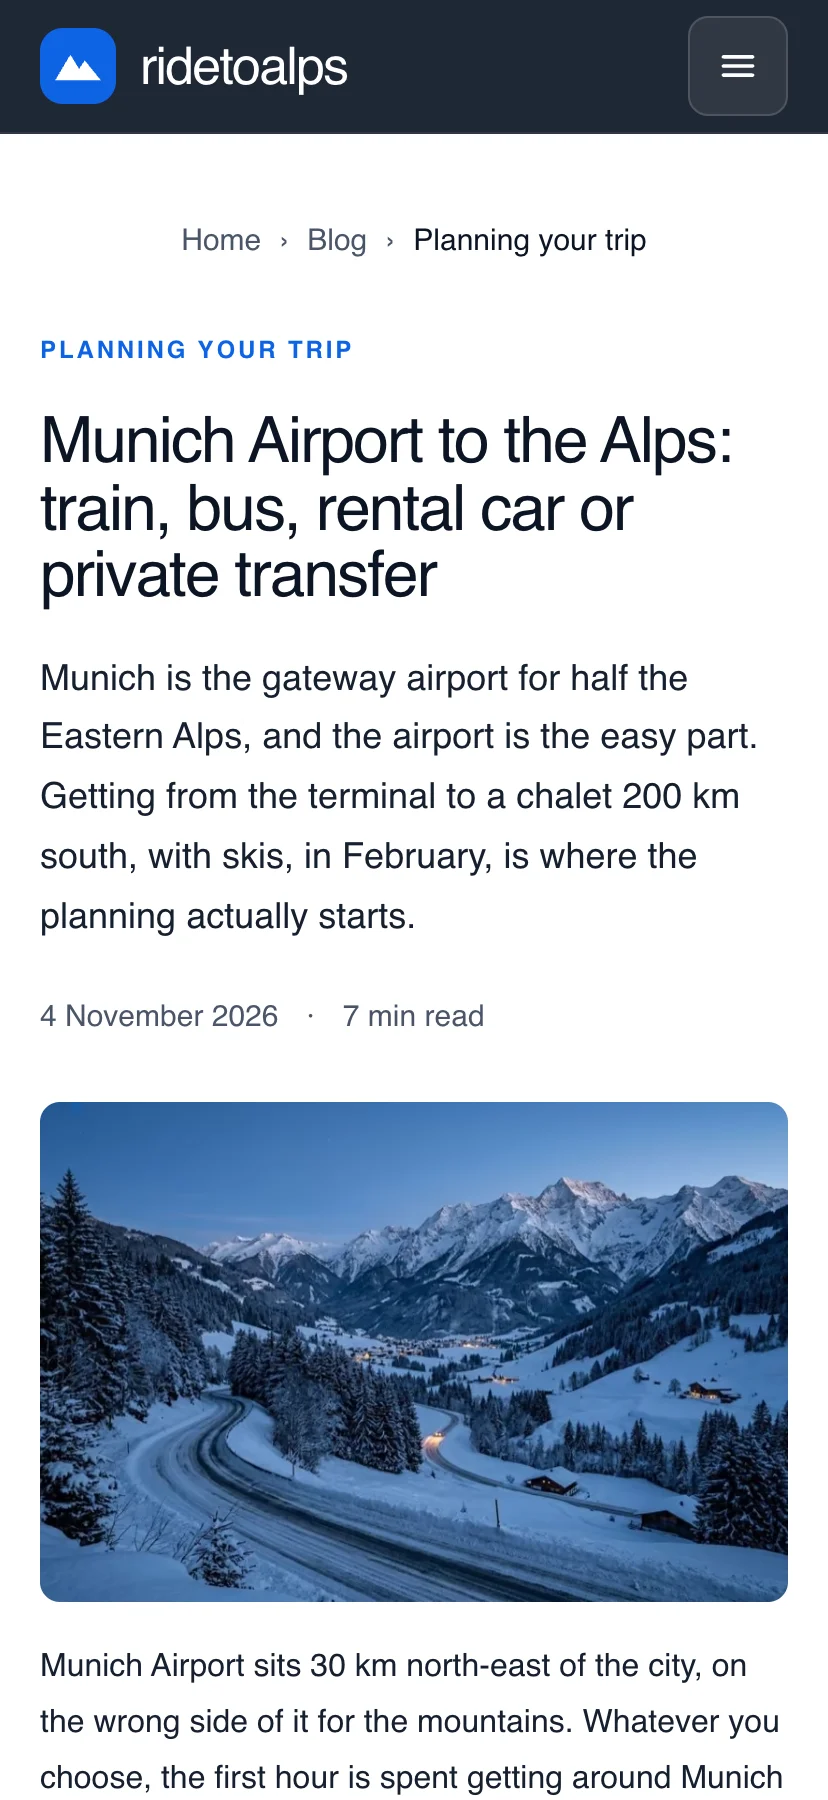 ridetoalps
Home › Blog › Planning your trip
PLANNING YOUR TRIP
Munich Airport to the Alps:
train, bus, rental car or
private transfer
Munich is the gateway airport for half the
Eastern Alps, and the airport is the easy part.
Getting from the terminal to a chalet 200 km
south, with skis, in February, is where the
planning actually starts.
4 November 2026 · 7 min read
Munich Airport sits 30 km north-east of the city, on
the wrong side of it for the mountains. Whatever you
choose, the first hour is spent getting around Munich